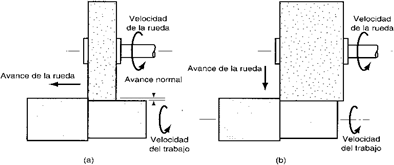 Velocidad
de la rueda
Avance de la rueda
Avance normal
Velocidad
del trabajo
(a)
Velocidad
de la rueda
Avance de la rueda
Velocidad
del trabajo
(b)